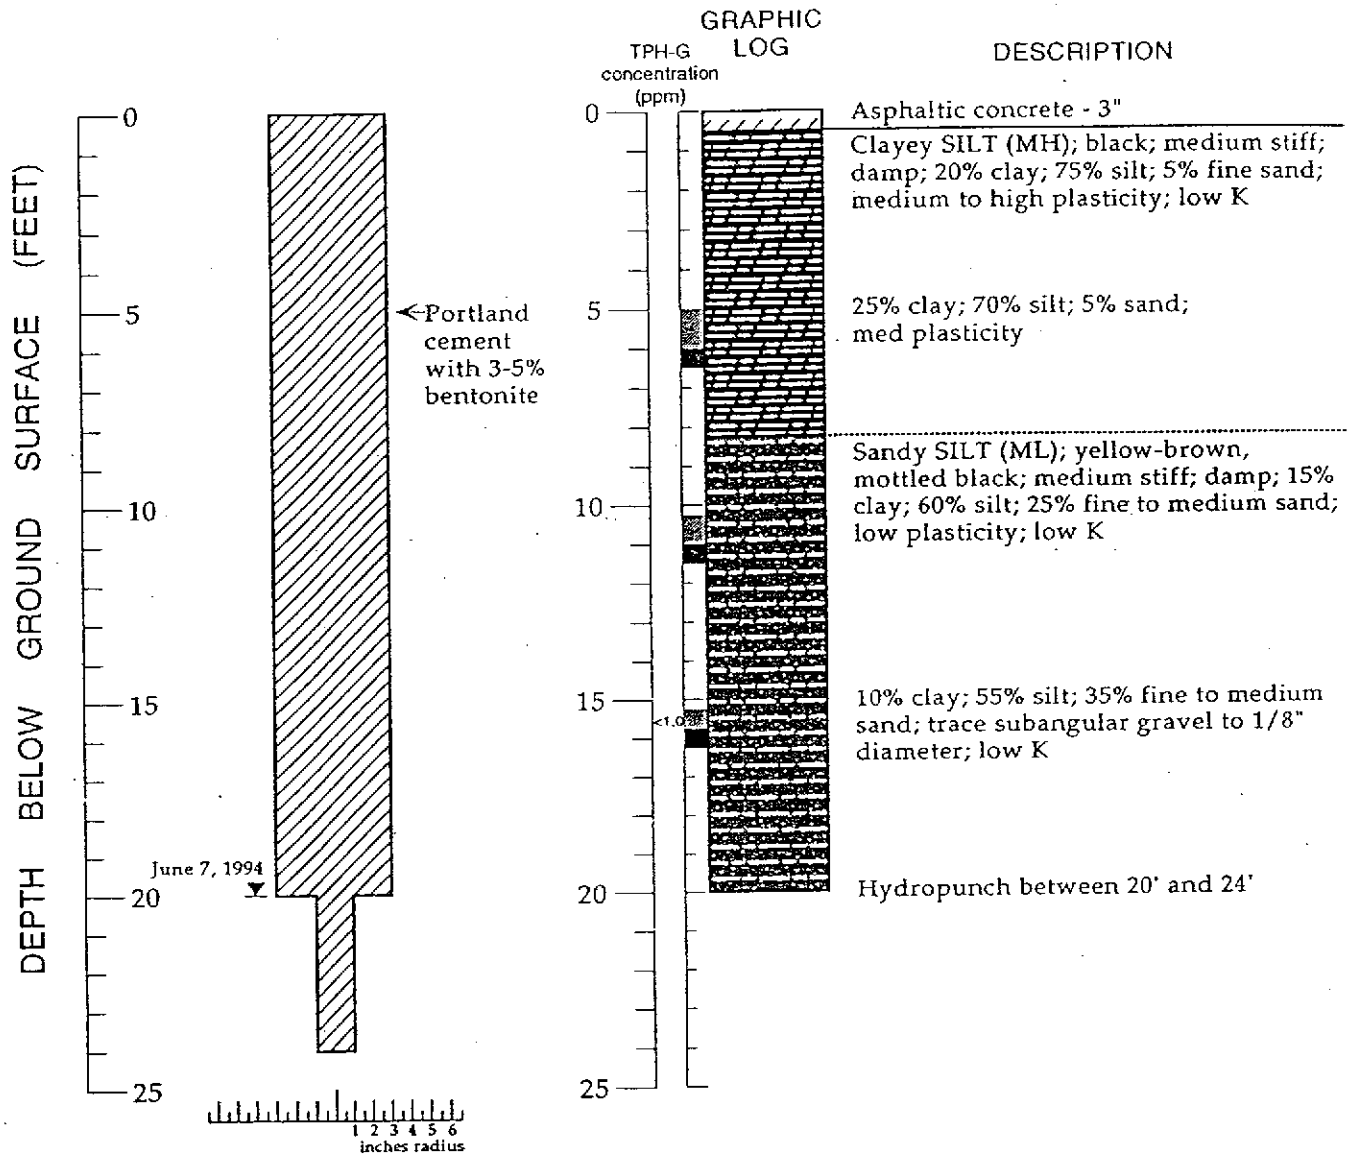 GRAPHIC
LOG
TPH-G
concentration
(ppm)
DESCRIPTION
DEPTH BELOW GROUND SURFACE (FEET)
0
5
10
15
20
25
Portland
cement
with 3-5%
bentonite
June 7, 1994
1 2 3 4 5 6
inches radius
0
5
10
15
20
25
<1.0
Asphaltic concrete - 3"
Clayey SILT (MH); black; medium stiff;
damp; 20% clay; 75% silt; 5% fine sand;
medium to high plasticity; low K
25% clay; 70% silt; 5% sand;
med plasticity
Sandy SILT (ML); yellow-brown,
mottled black; medium stiff; damp; 15%
clay; 60% silt; 25% fine to medium sand;
low plasticity; low K
10% clay; 55% silt; 35% fine to medium
sand; trace subangular gravel to 1/8"
diameter; low K
Hydropunch between 20' and 24'